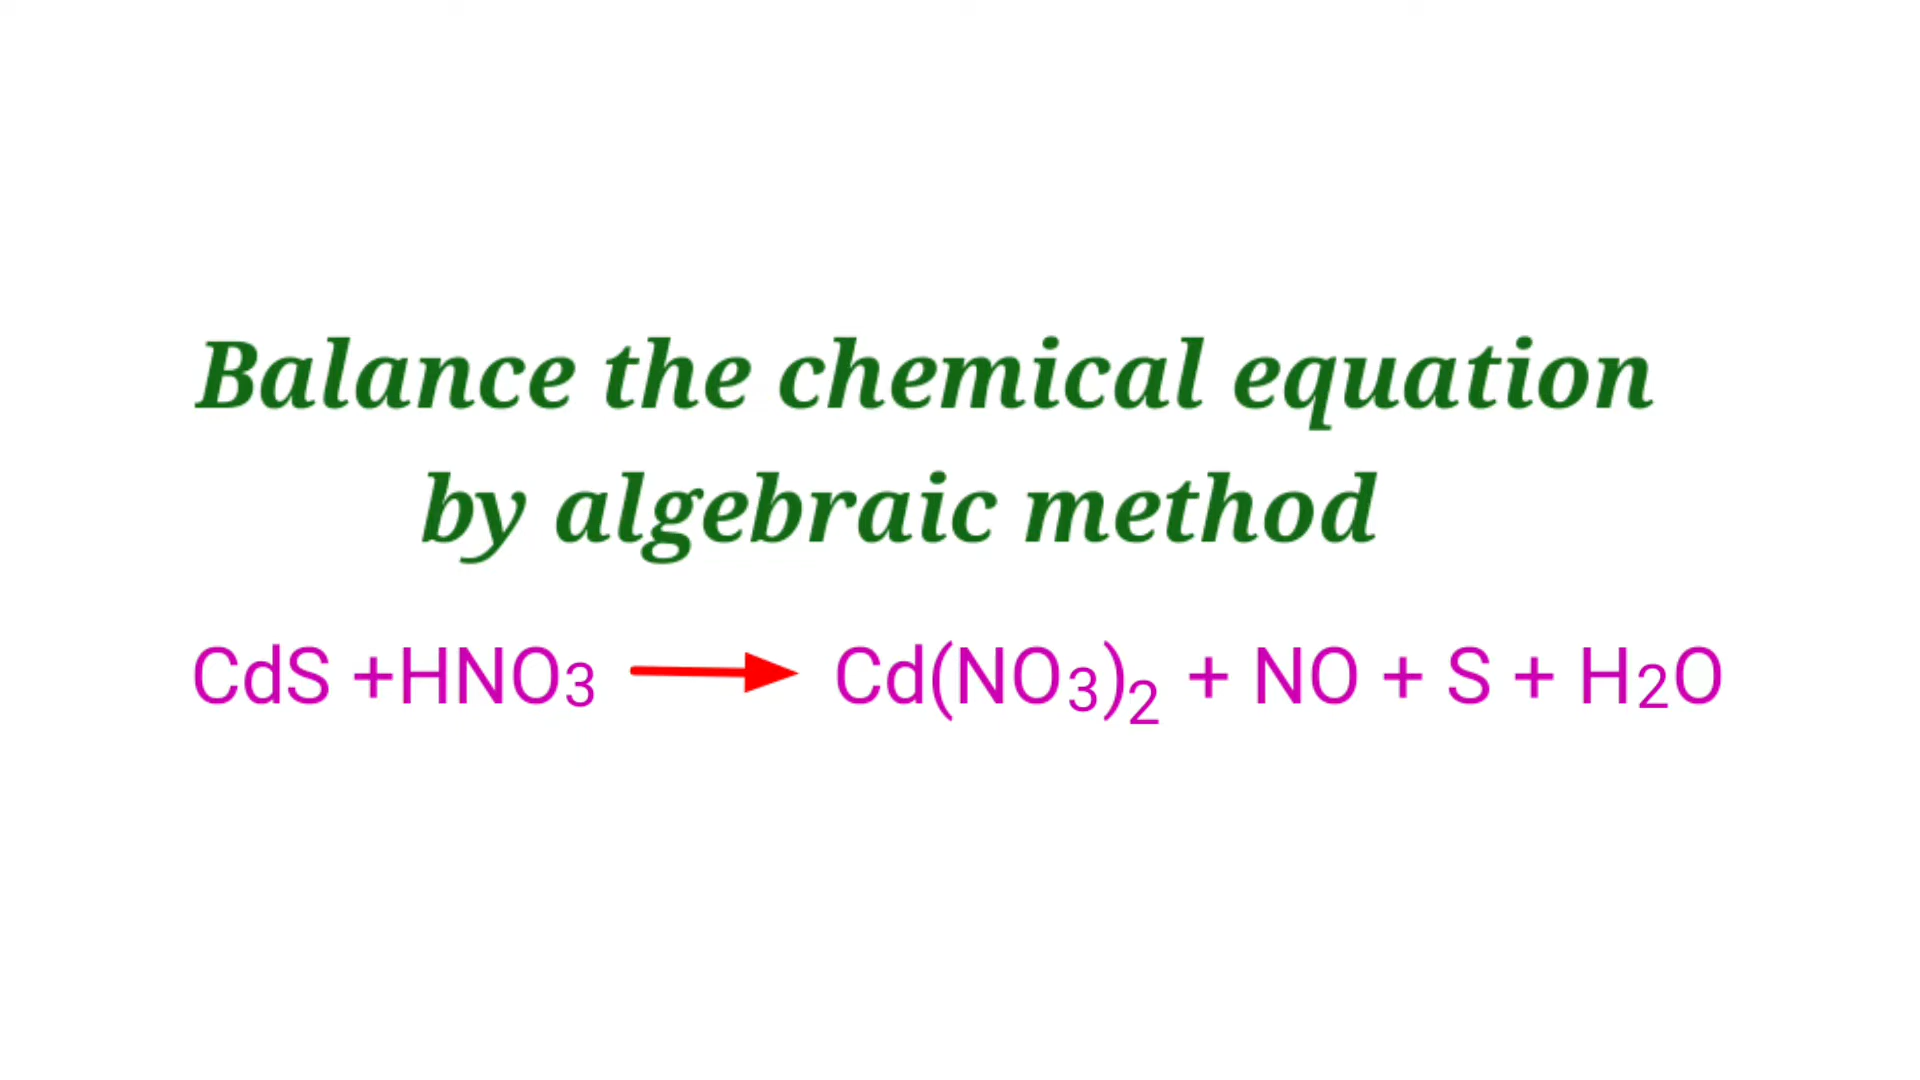 Balance the chemical equation
by algebraic method
CdS +HNO3 → Cd(NO3)2 + NO + S + H2O